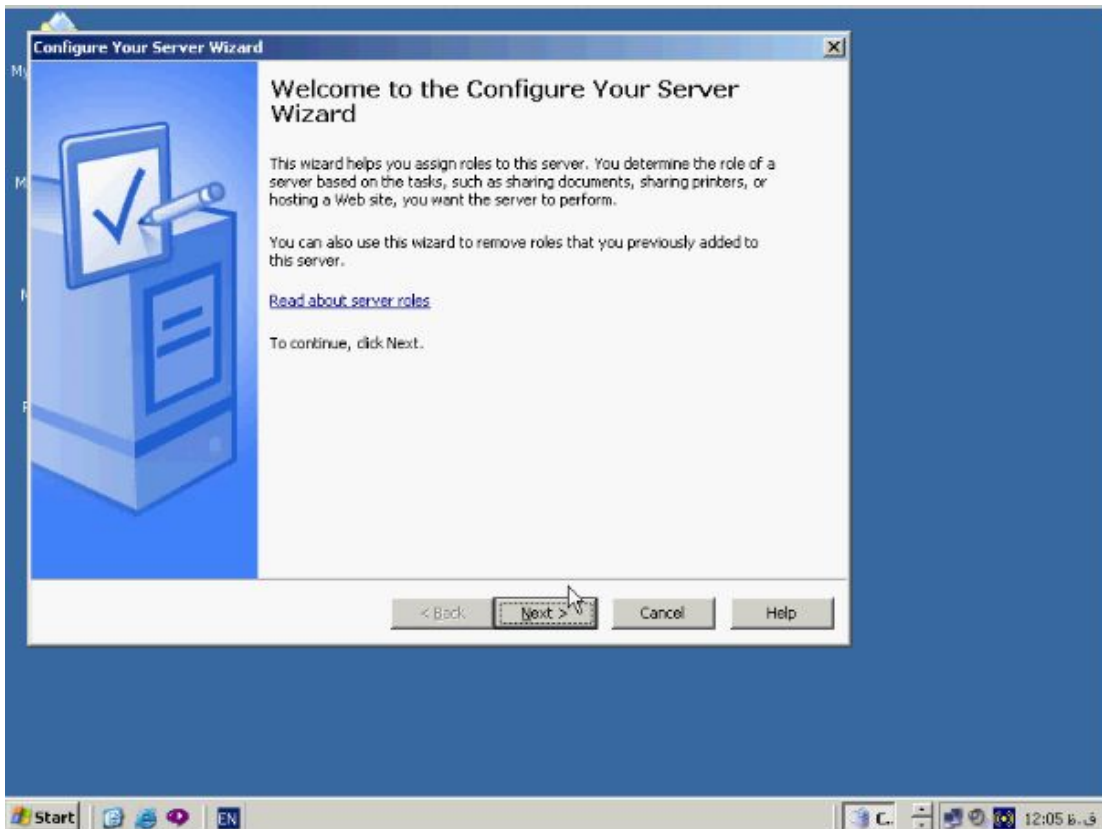 Configure Your Server Wizard
Welcome to the Configure Your Server
Wizard
This wizard helps you assign roles to this server. You determine the role of a
server based on the tasks, such as sharing documents, sharing printers, or
hosting a Web site, you want the server to perform.
You can also use this wizard to remove roles that you previously added to
this server.
Read about server roles
To continue, click Next.
< Back
Next >
Cancel
Help
Start
EN
C..
12:05 ق.ظ